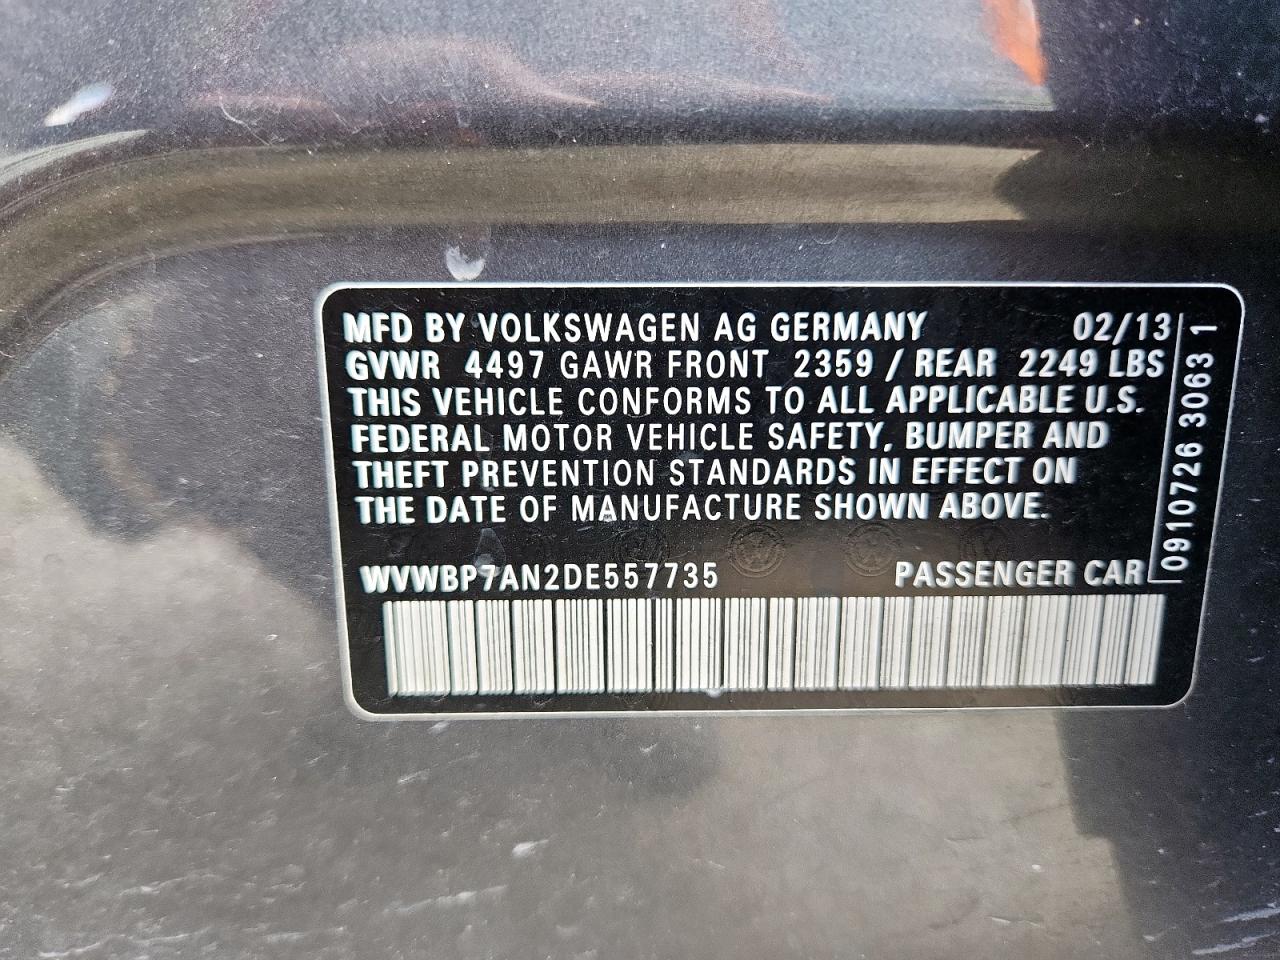 MFD BY VOLKSWAGEN AG GERMANY 02/13
GVWR 4497 GAWR FRONT 2359 / REAR 2249 LBS
THIS VEHICLE CONFORMS TO ALL APPLICABLE U.S.
FEDERAL MOTOR VEHICLE SAFETY, BUMPER AND
THEFT PREVENTION STANDARDS IN EFFECT ON
THE DATE OF MANUFACTURE SHOWN ABOVE.
WVWBP7AN2DE557735 PASSENGER CAR
0910726 3063 1